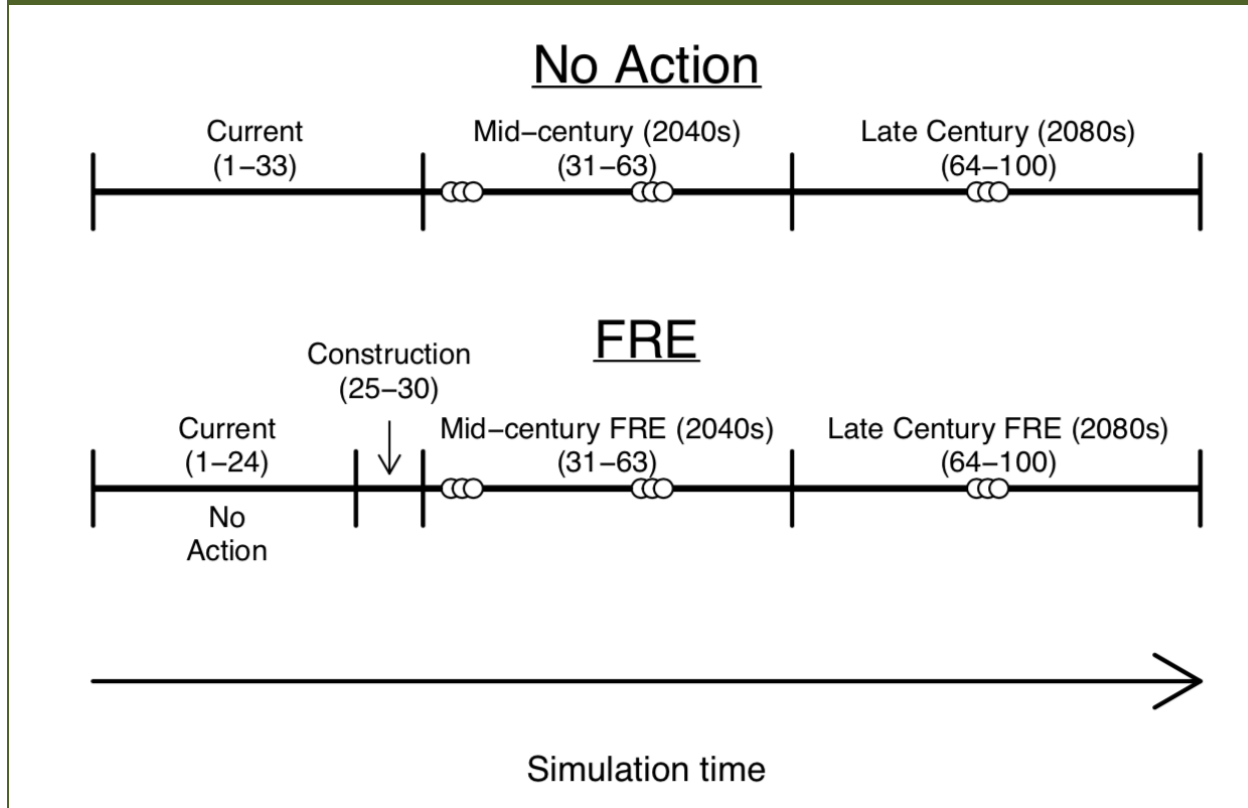 No Action
Current
(1–33)
Mid–century (2040s)
(31–63)
Late Century (2080s)
(64–100)
FRE
Construction
(25–30)
Current
(1–24)
Mid–century FRE (2040s)
(31–63)
Late Century FRE (2080s)
(64–100)
No
Action
Simulation time